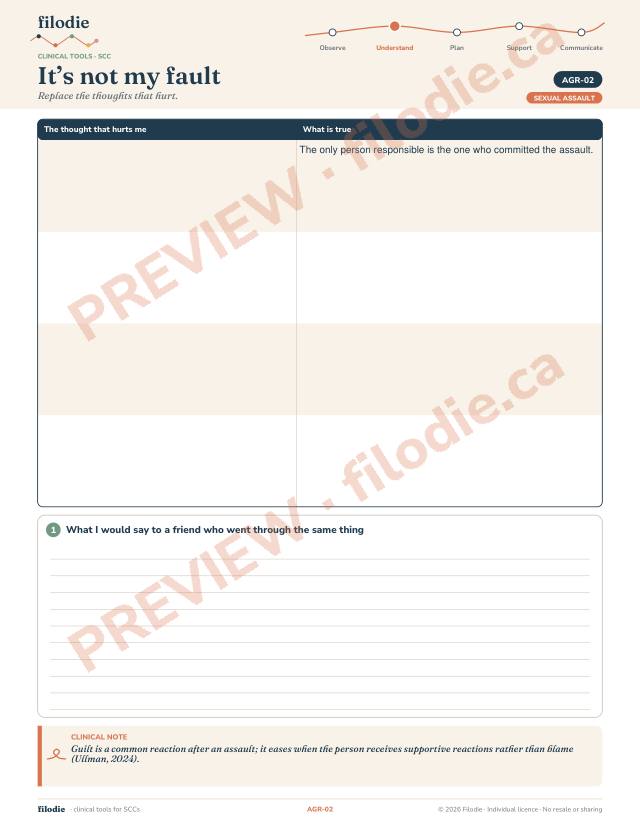 filodie
CLINICAL TOOLS · SCC
Observe Understand Plan Support Communicate
It's not my fault
Replace the thoughts that hurt.
AGR-02
SEXUAL ASSAULT
The thought that hurts me What is true
The only person responsible is the one who committed the assault.
PREVIEW · filodie.ca
PREVIEW · filodie.ca
1 What I would say to a friend who went through the same thing
CLINICAL NOTE
Guilt is a common reaction after an assault; it eases when the person receives supportive reactions rather than blame
(Ullman, 2024).
filodie · clinical tools for SCCs AGR-02 © 2026 Filodie · Individual licence · No resale or sharing